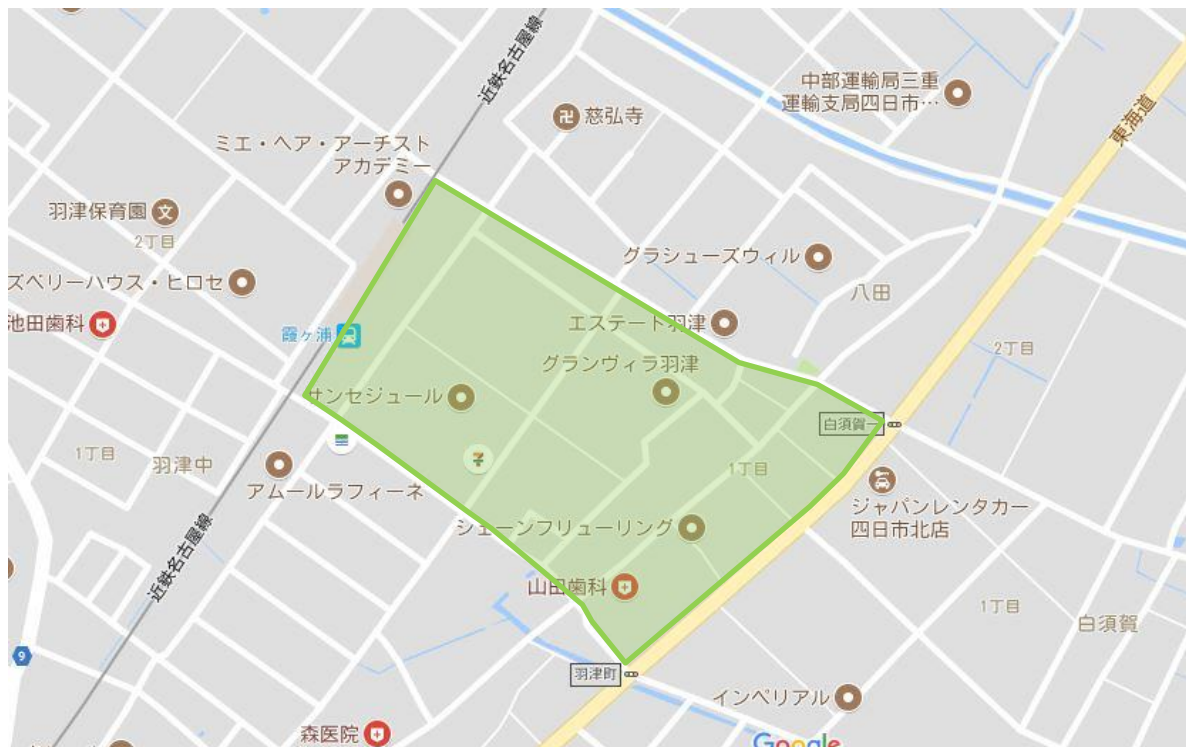 近鉄名古屋線
中部運輸局三重
運輸支局四日市…
慈弘寺
東海道
ミエ・ヘア・アーチスト
アカデミー
羽津保育園
2丁目
グラシューズウィル
ズベリーハウス・ヒロセ
八田
池田歯科
霞ヶ浦
エステート羽津
2丁目
グランヴィラ羽津
サンセジュール
白須賀一
1丁目
羽津中
1丁目
アムールラフィーネ
ジャパンレンタカー
四日市北店
シェーンフリューリング
近鉄名古屋線
山田歯科
1丁目
白須賀
9
羽津町
インペリアル
森医院
Google